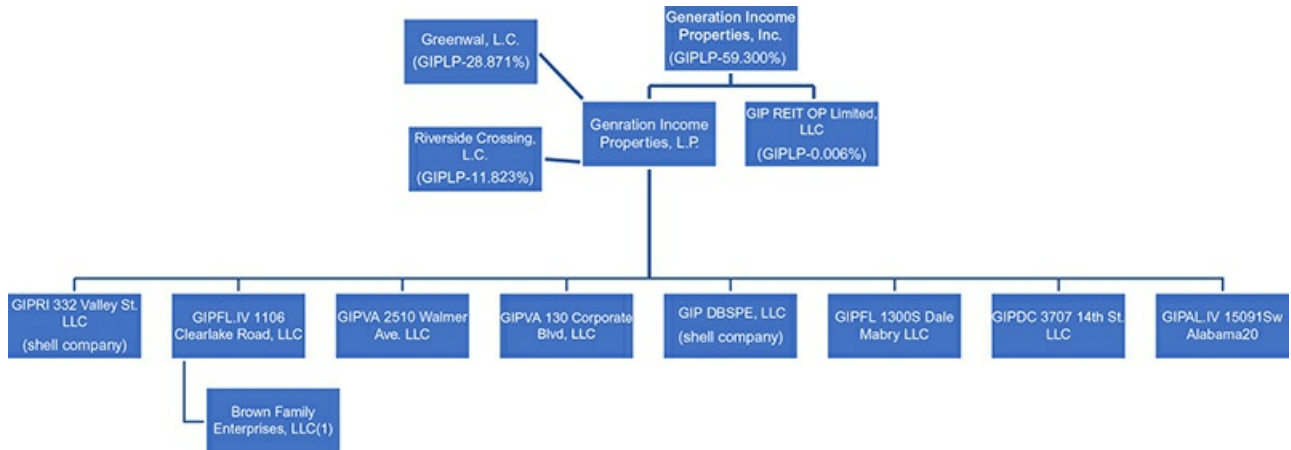 Greenwal, L.C.
(GIPLP-28.871%)
Generation Income
Properties, Inc.
(GIPLP-59.300%)
Riverside Crossing,
L.C.
(GIPLP-11.823%)
Genration Income
Properties, L.P.
GIP REIT OP Limited,
LLC
(GIPLP-0.006%)
GIPRI 332 Valley St.
LLC
(shell company)
GIPFL.IV 1106
Clearlake Road, LLC
GIPVA 2510 Walmer
Ave. LLC
GIPVA 130 Corporate
Blvd, LLC
GIP DBSPE, LLC
(shell company)
GIPFL 1300S Dale
Mabry LLC
GIPDC 3707 14th St.
LLC
GIPAL.IV 15091Sw
Alabama20
Brown Family
Enterprises, LLC(1)